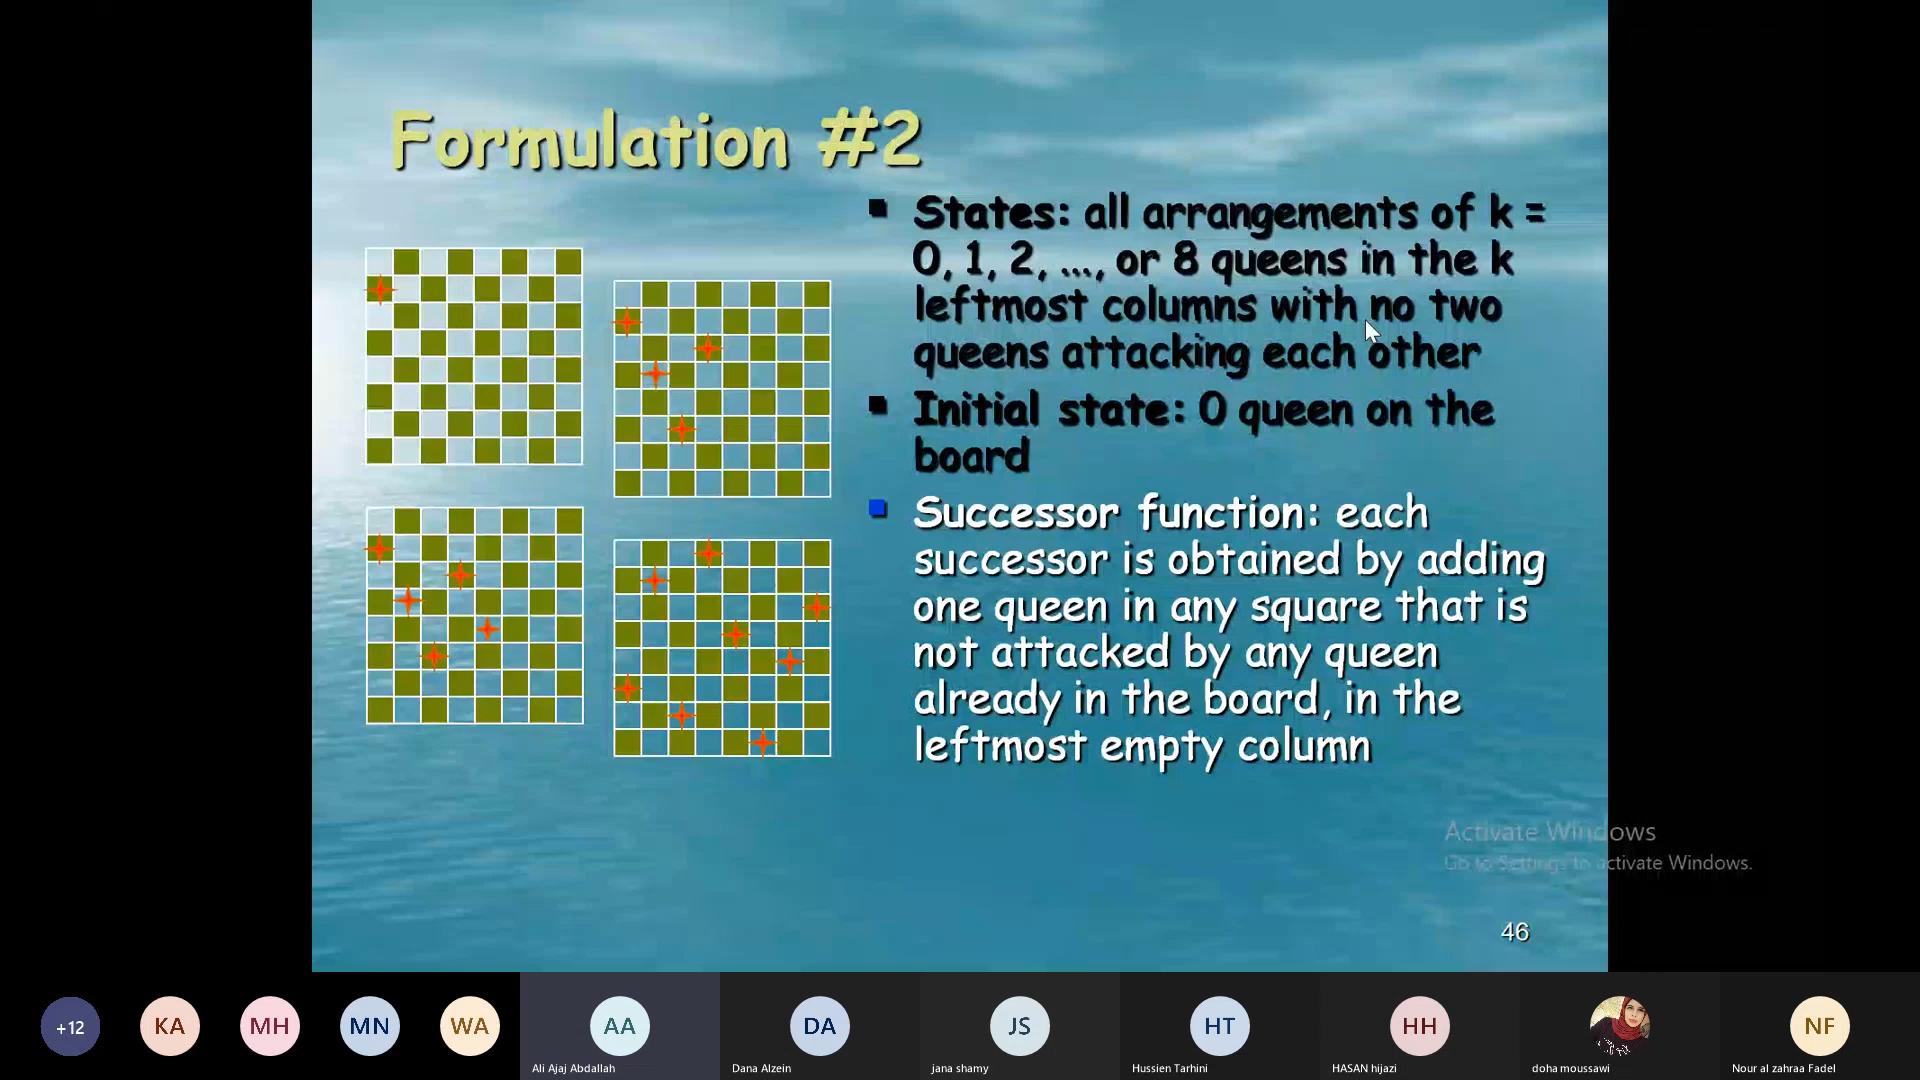 Formulation #2
States: all arrangements of k =
0, 1, 2, ..., or 8 queens in the k
leftmost columns with no two
queens attacking each other
Initial state: 0 queen on the
board
Successor function: each
successor is obtained by adding
one queen in any square that is
not attacked by any queen
already in the board, in the
leftmost empty column
Activate Windows
Go to Settings to activate Windows.
46
+12
KA
MH
MN
WA
AA
DA
JS
HT
HH
NF
Ali Ajaj Abdallah
Dana Alzein
jana shamy
Hussien Tarhini
HASAN hijazi
doha moussawi
Nour al zahraa Fadel